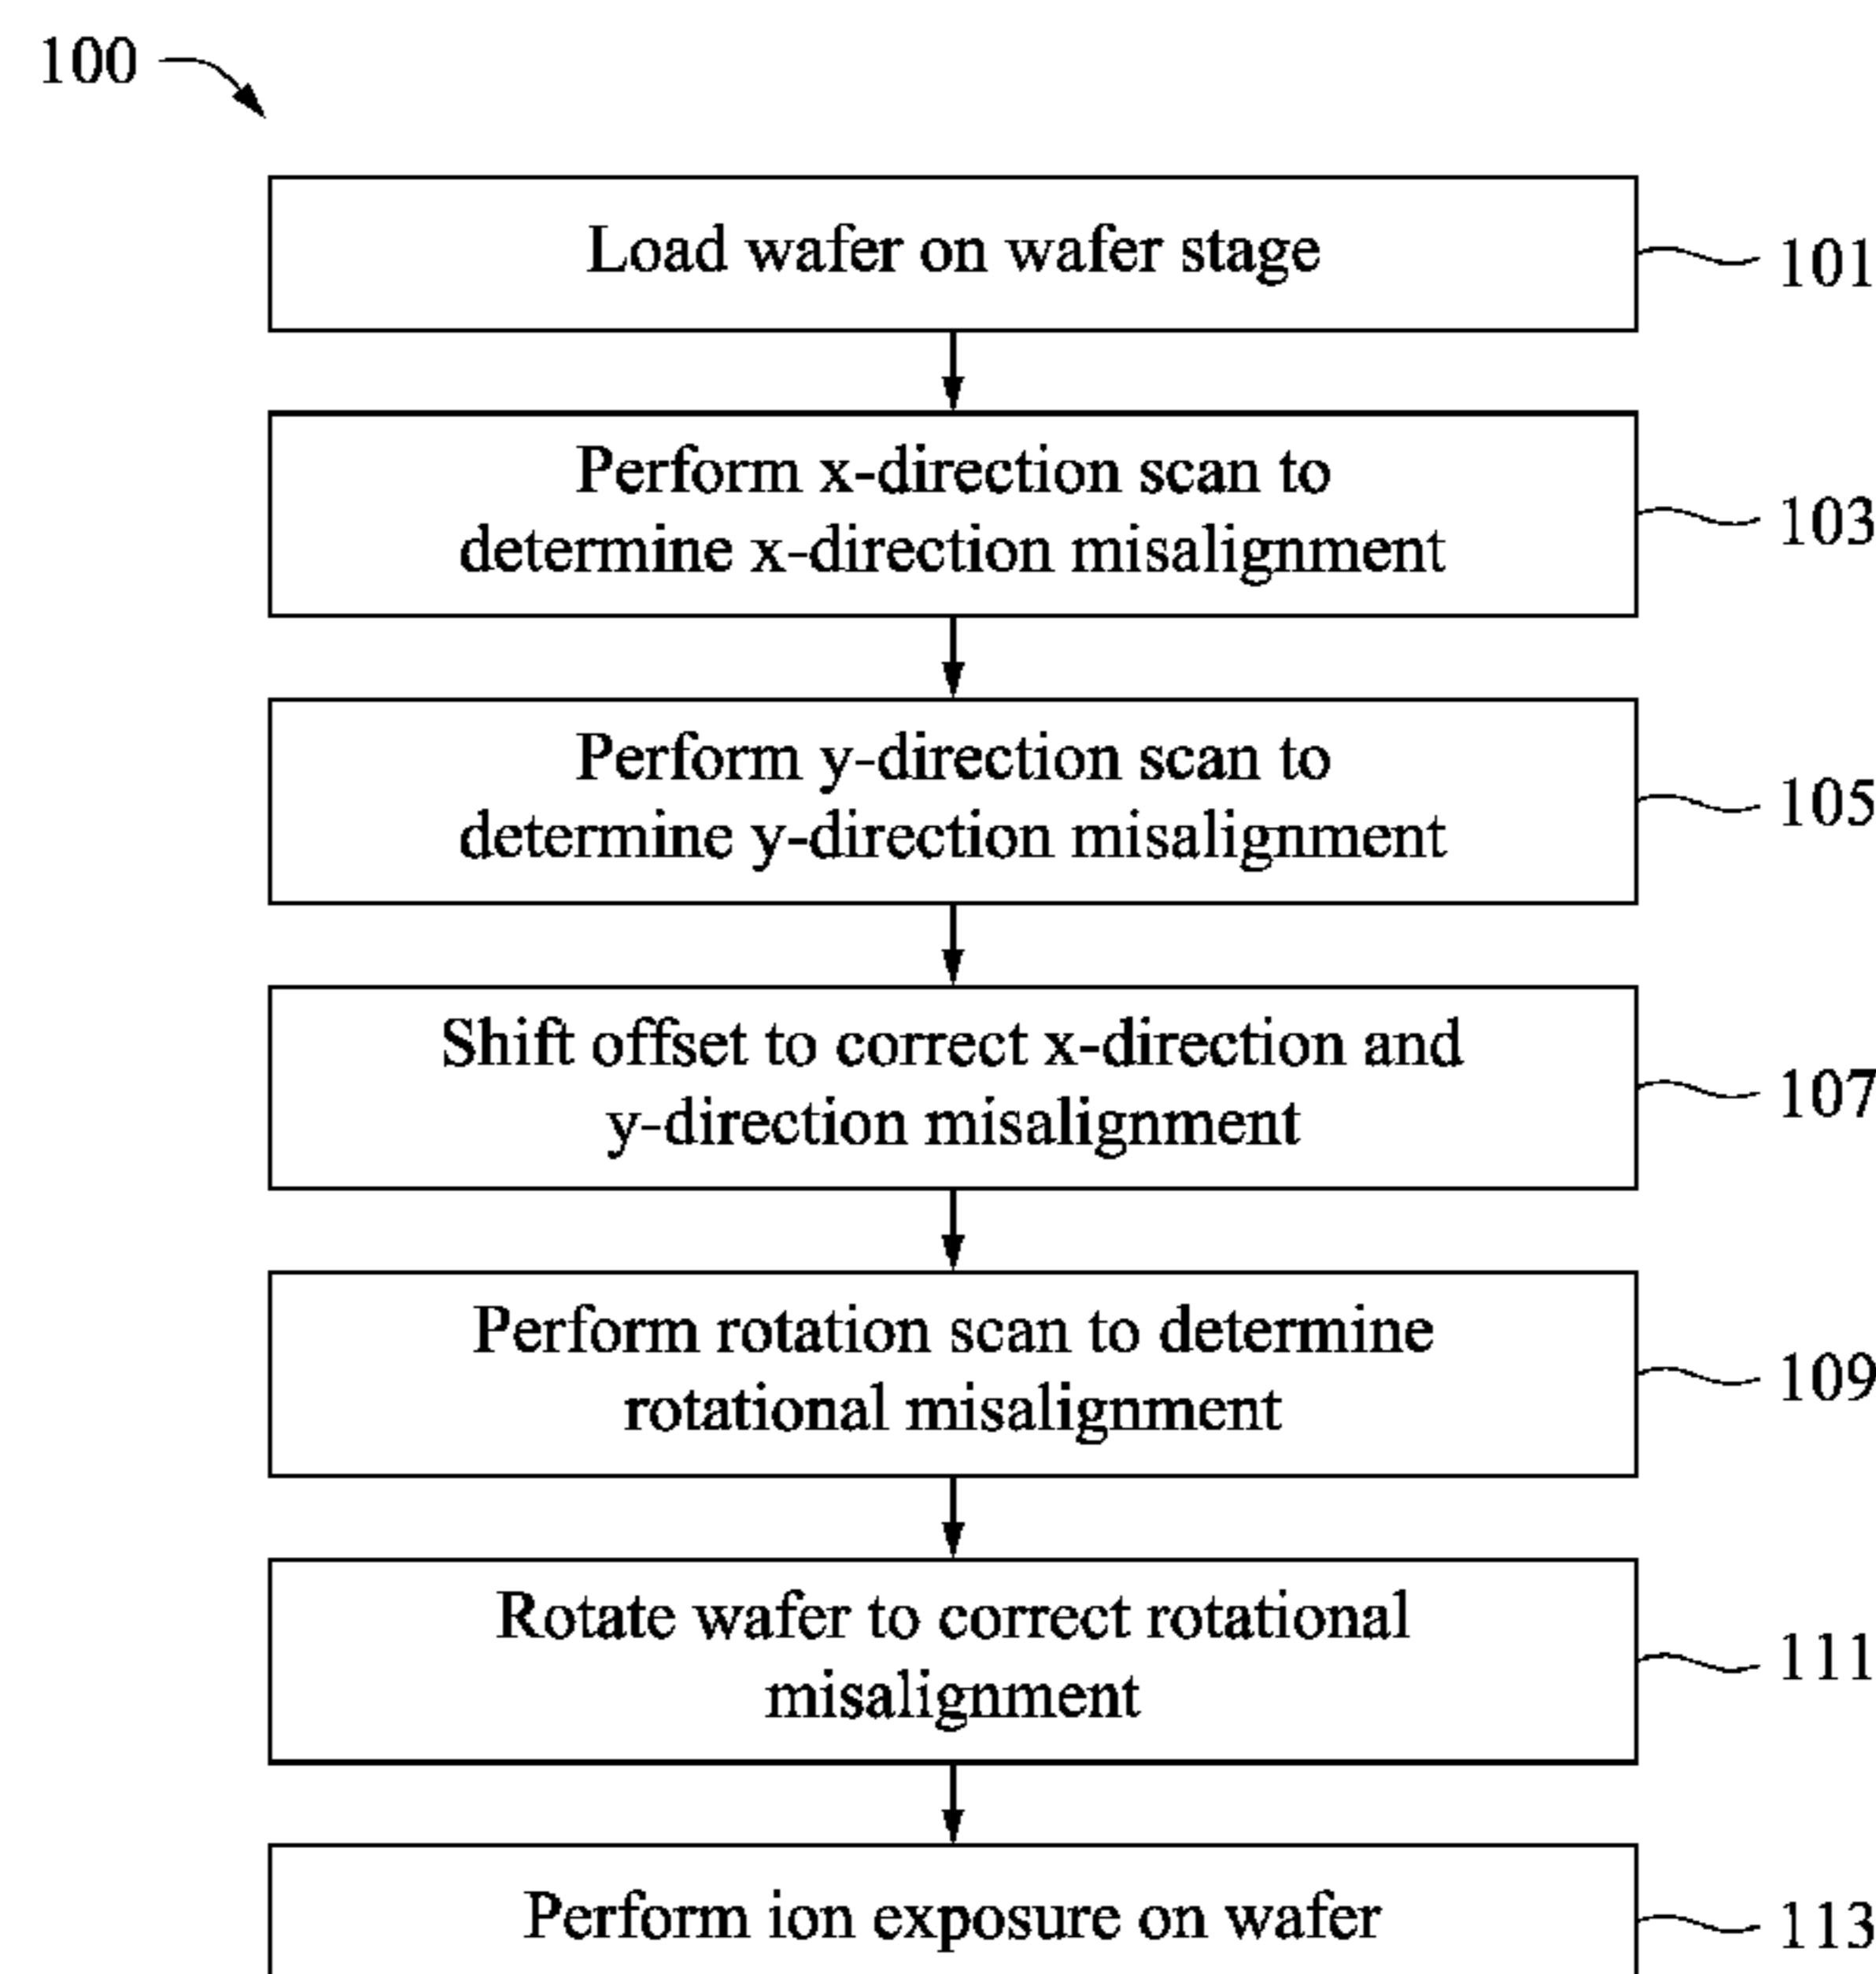 100
Load wafer on wafer stage
101
Perform x-direction scan to
determine x-direction misalignment
103
Perform y-direction scan to
determine y-direction misalignment
105
Shift offset to correct x-direction and
y-direction misalignment
107
Perform rotation scan to determine
rotational misalignment
109
Rotate wafer to correct rotational
misalignment
111
Perform ion exposure on wafer
113